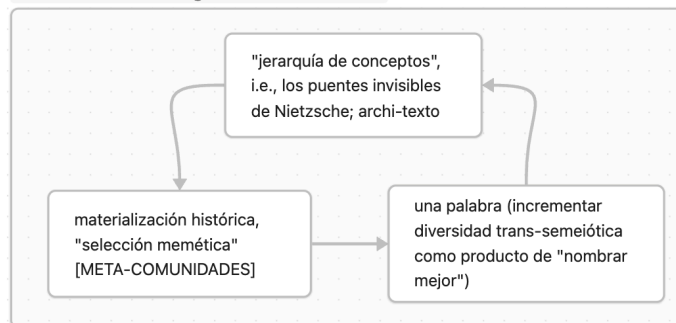 "jerarquía de conceptos",
i.e., los puentes invisibles
de Nietzsche; archi-texto
materialización histórica,
"selección memética"
[META-COMUNIDADES]
una palabra (incrementar
diversidad trans-semeiótica
como producto de "nombrar
mejor")